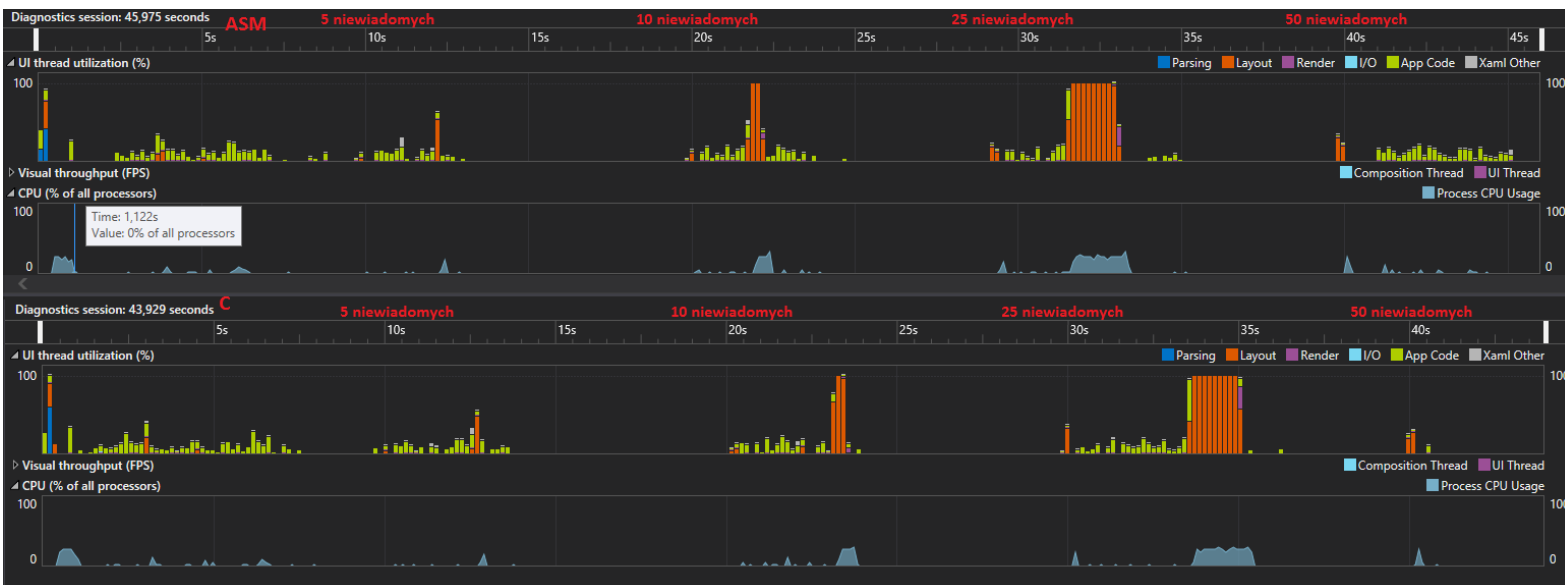 Diagnostics session: 45,975 seconds
ASM
5 niewiadomych
10 niewiadomych
25 niewiadomych
50 niewiadomych
5s 10s 15s 20s 25s 30s 35s 40s 45s
UI thread utilization (%)
Parsing Layout Render I/O App Code Xaml Other
100 100
Visual throughput (FPS)
Composition Thread UI Thread
CPU (% of all processors)
Process CPU Usage
100 100
Time: 1,122s
Value: 0% of all processors
0 0
Diagnostics session: 43,929 seconds
C
5 niewiadomych
10 niewiadomych
25 niewiadomych
50 niewiadomych
5s 10s 15s 20s 25s 30s 35s 40s
UI thread utilization (%)
Parsing Layout Render I/O App Code Xaml Other
100 100
Visual throughput (FPS)
Composition Thread UI Thread
CPU (% of all processors)
Process CPU Usage
100 100
0 0